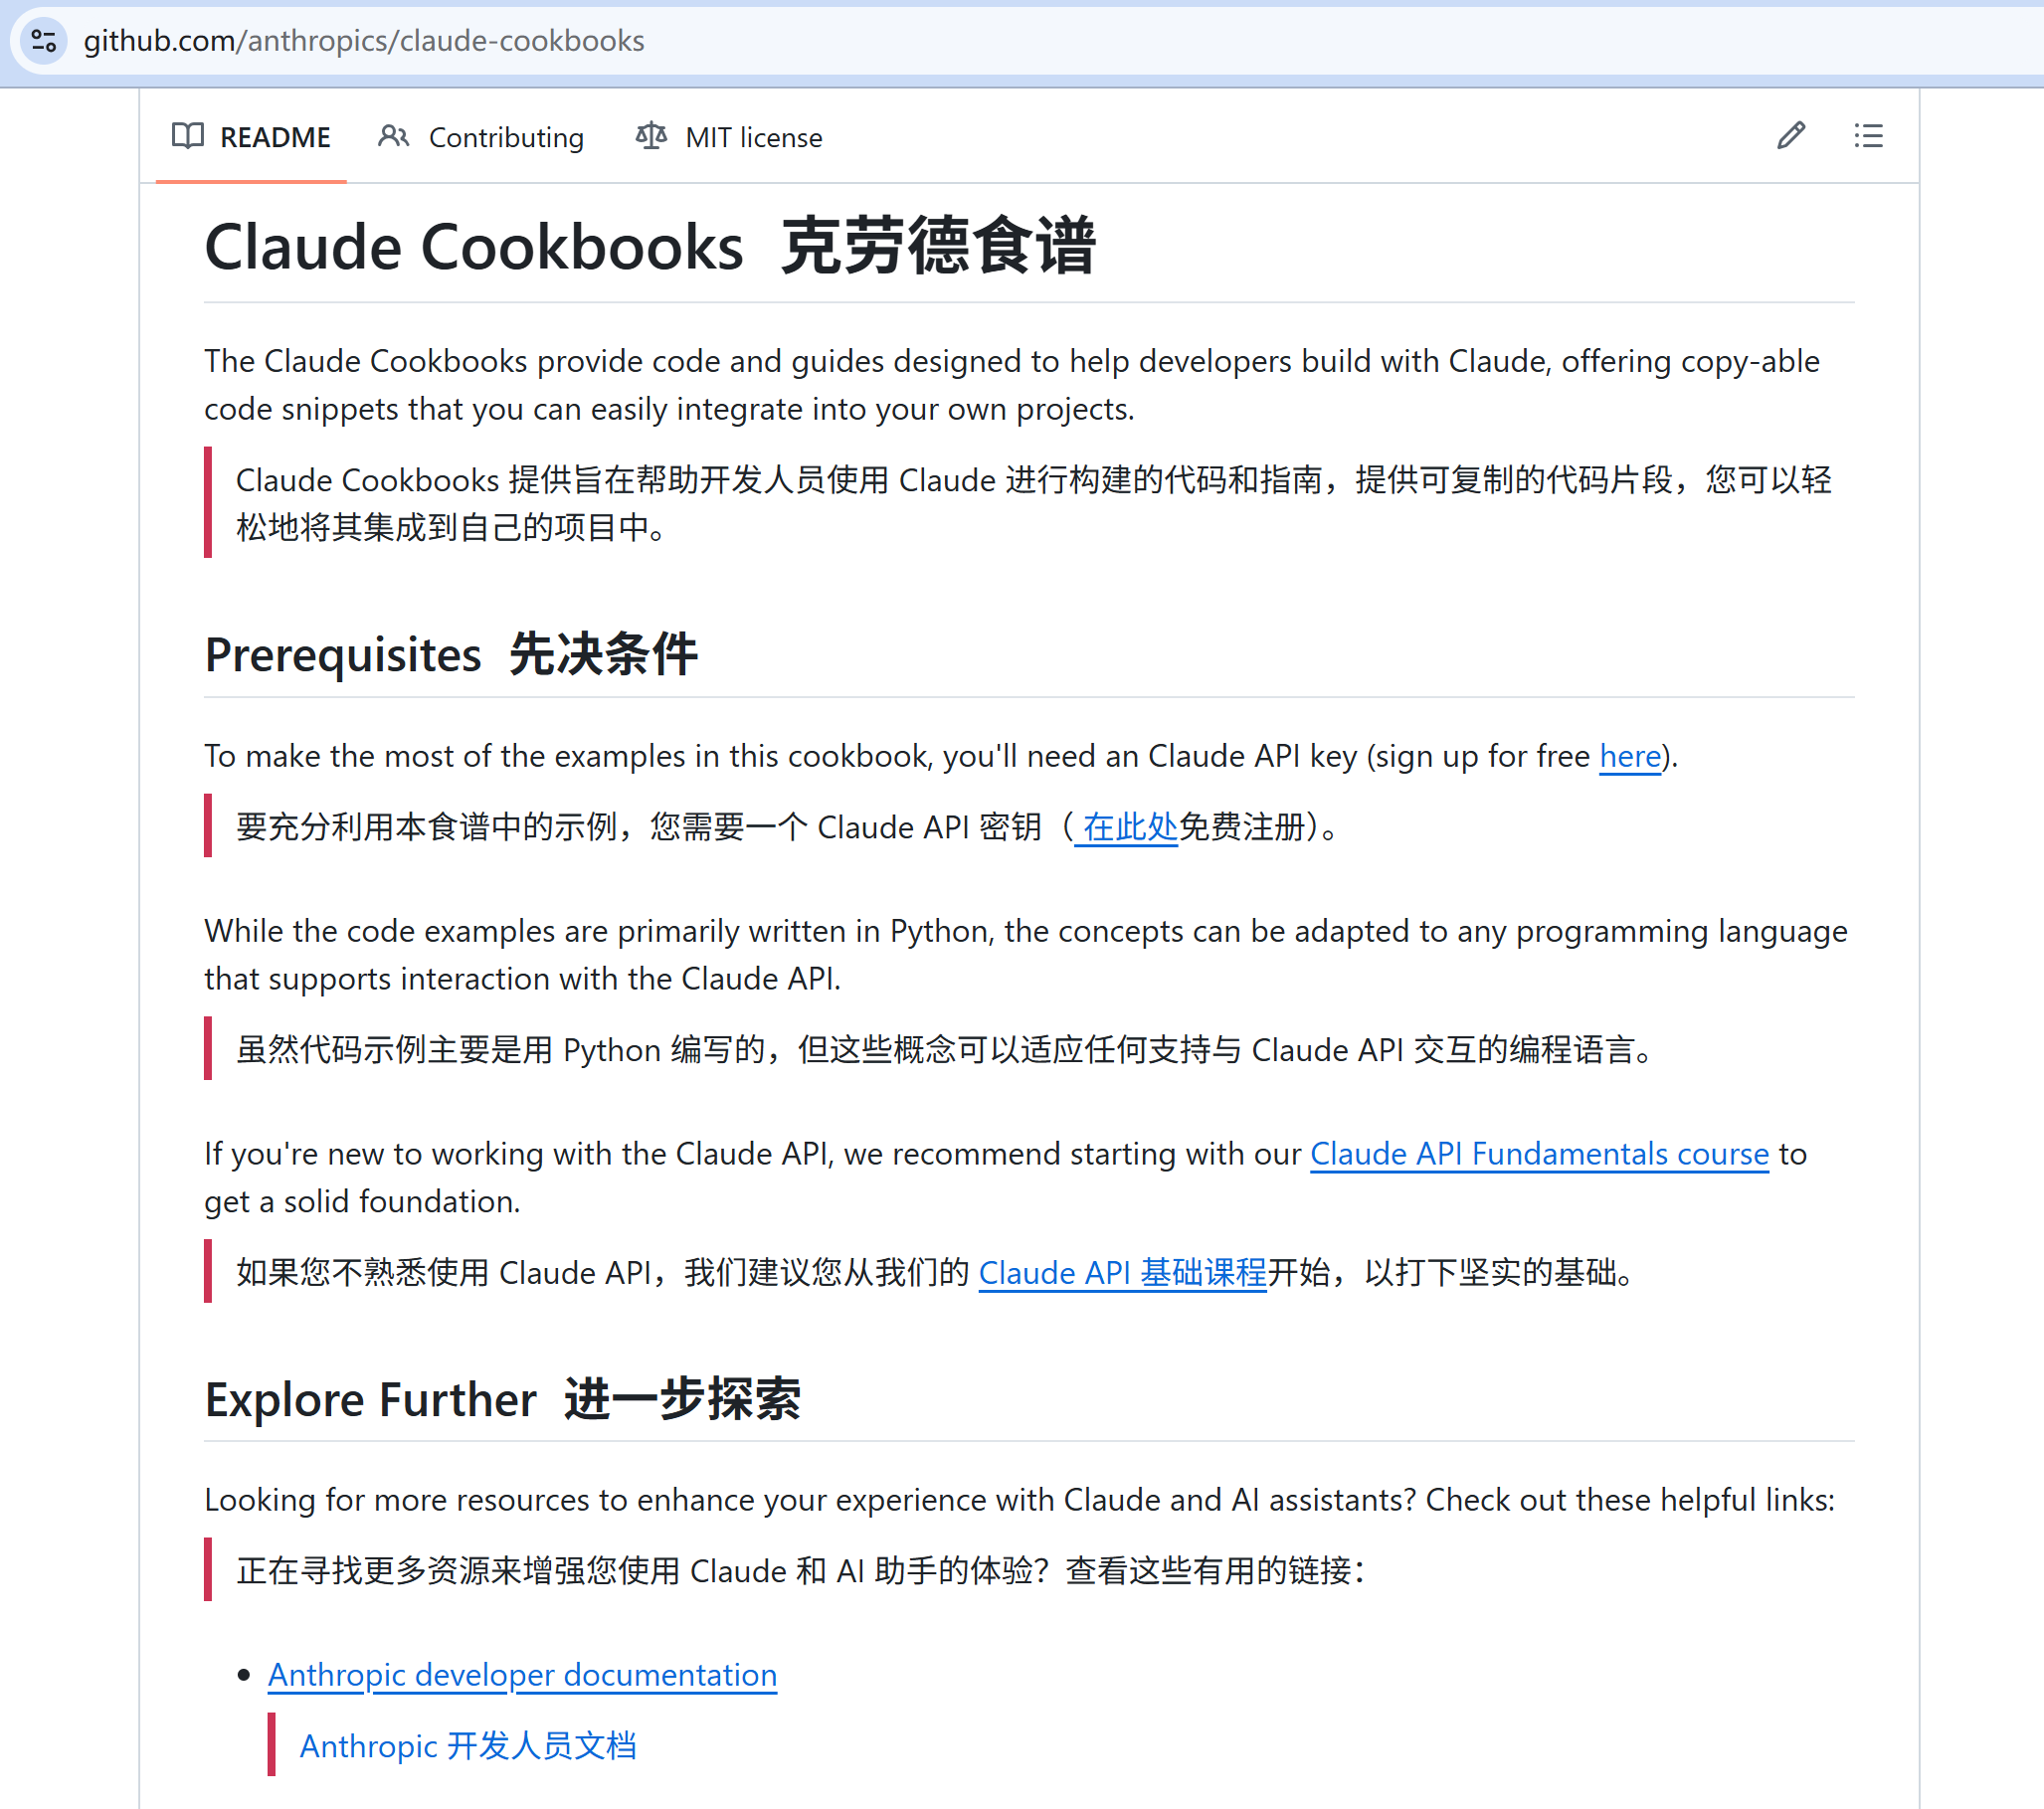 github.com/anthropics/claude-cookbooks
README Contributing MIT license
Claude Cookbooks 克劳德食谱
The Claude Cookbooks provide code and guides designed to help developers build with Claude, offering copy-able
code snippets that you can easily integrate into your own projects.
Claude Cookbooks 提供旨在帮助开发人员使用 Claude 进行构建的代码和指南，提供可复制的代码片段，您可以轻
松地将其集成到自己的项目中。
Prerequisites 先决条件
To make the most of the examples in this cookbook, you'll need an Claude API key (sign up for free here).
要充分利用本食谱中的示例，您需要一个 Claude API 密钥（ 在此处免费注册）。
While the code examples are primarily written in Python, the concepts can be adapted to any programming language
that supports interaction with the Claude API.
虽然代码示例主要是用 Python 编写的，但这些概念可以适应任何支持与 Claude API 交互的编程语言。
If you're new to working with the Claude API, we recommend starting with our Claude API Fundamentals course to
get a solid foundation.
如果您不熟悉使用 Claude API，我们建议您从我们的 Claude API 基础课程开始，以打下坚实的基础。
Explore Further 进一步探索
Looking for more resources to enhance your experience with Claude and AI assistants? Check out these helpful links:
正在寻找更多资源来增强您使用 Claude 和 AI 助手的体验？查看这些有用的链接：
Anthropic developer documentation
Anthropic 开发人员文档